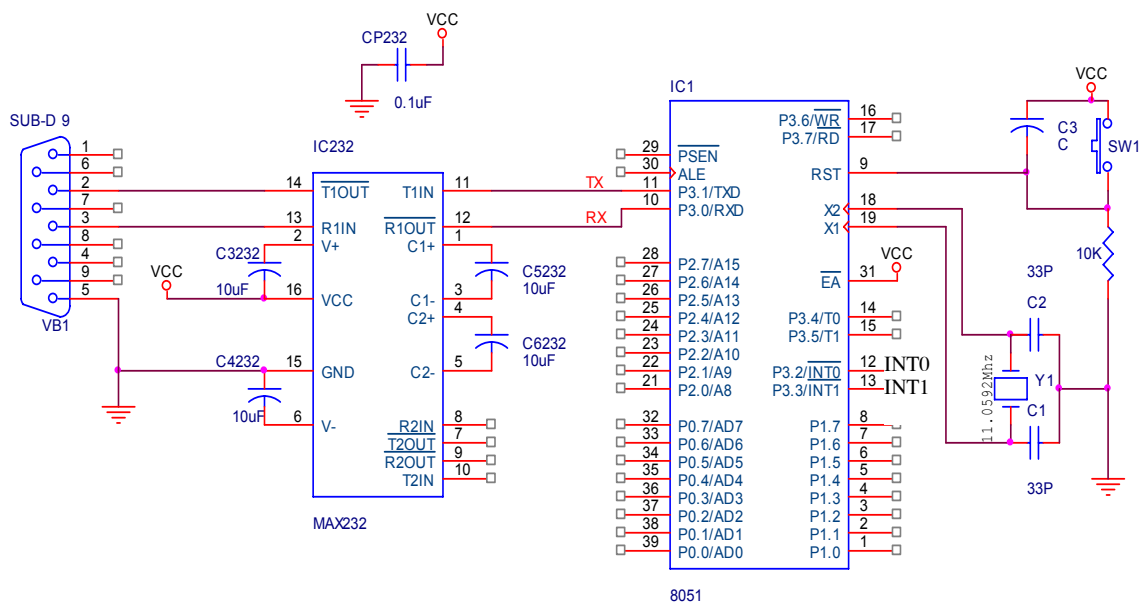 VCC
CP232
0.1uF
SUB-D 9
1
6
2
7
3
8
4
9
5
VB1
IC232
14 T1OUT
13 R1IN
2 V+
16 VCC
15 GND
6 V-
T1IN 11
R1OUT 12
C1+ 1
C1- 3
C2+ 4
C2- 5
R2IN 8
T2OUT 7
R2OUT 9
T2IN 10
MAX232
C3232
10uF
VCC
C4232
10uF
C5232
10uF
C6232
10uF
TX
RX
IC1
29 PSEN
30 ALE
11 P3.1/TXD
10 P3.0/RXD
28 P2.7/A15
27 P2.6/A14
26 P2.5/A13
25 P2.4/A12
24 P2.3/A11
23 P2.2/A10
22 P2.1/A9
21 P2.0/A8
32 P0.7/AD7
33 P0.6/AD6
34 P0.5/AD5
35 P0.4/AD4
36 P0.3/AD3
37 P0.2/AD2
38 P0.1/AD1
39 P0.0/AD0
P3.6/WR 16
P3.7/RD 17
RST 9
X2 18
X1 19
EA 31
VCC
P3.4/T0 14
P3.5/T1 15
P3.2/INT0 12 INT0
P3.3/INT1 13 INT1
P1.7 8
P1.6 7
P1.5 6
P1.4 5
P1.3 4
P1.2 3
P1.1 2
P1.0 1
8051
VCC
C3
C
SW1
10K
33P
C2
Y1
11.0592Mhz
C1
33P